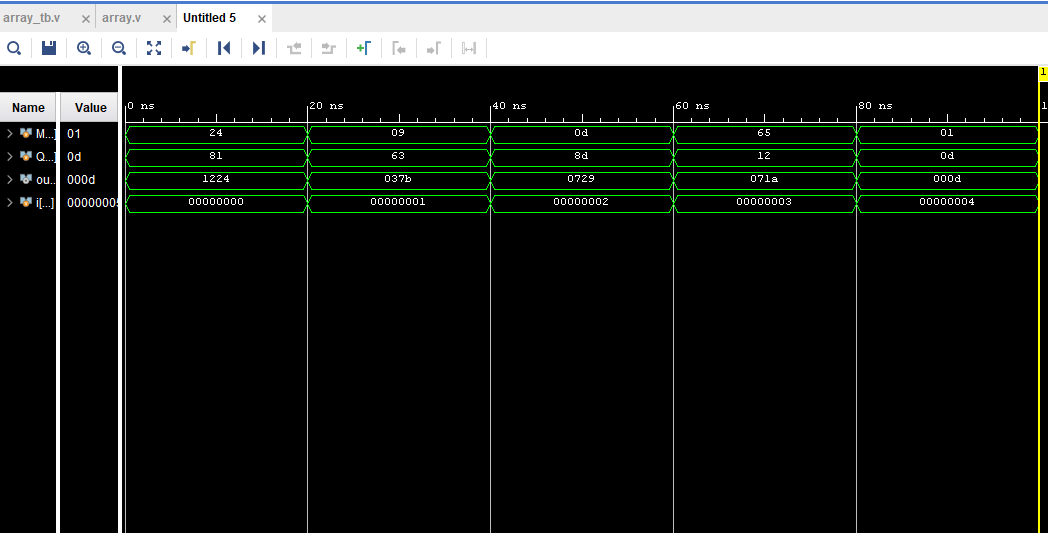 array_tb.v array.v Untitled 5
1
Name Value 0 ns 20 ns 40 ns 60 ns 80 ns 1
M...] 01 24 09 0d 65 01
Q...] 0d 81 63 8d 12 0d
ou... 000d 1224 037b 0729 071a 000d
i[...] 00000005 00000000 00000001 00000002 00000003 00000004